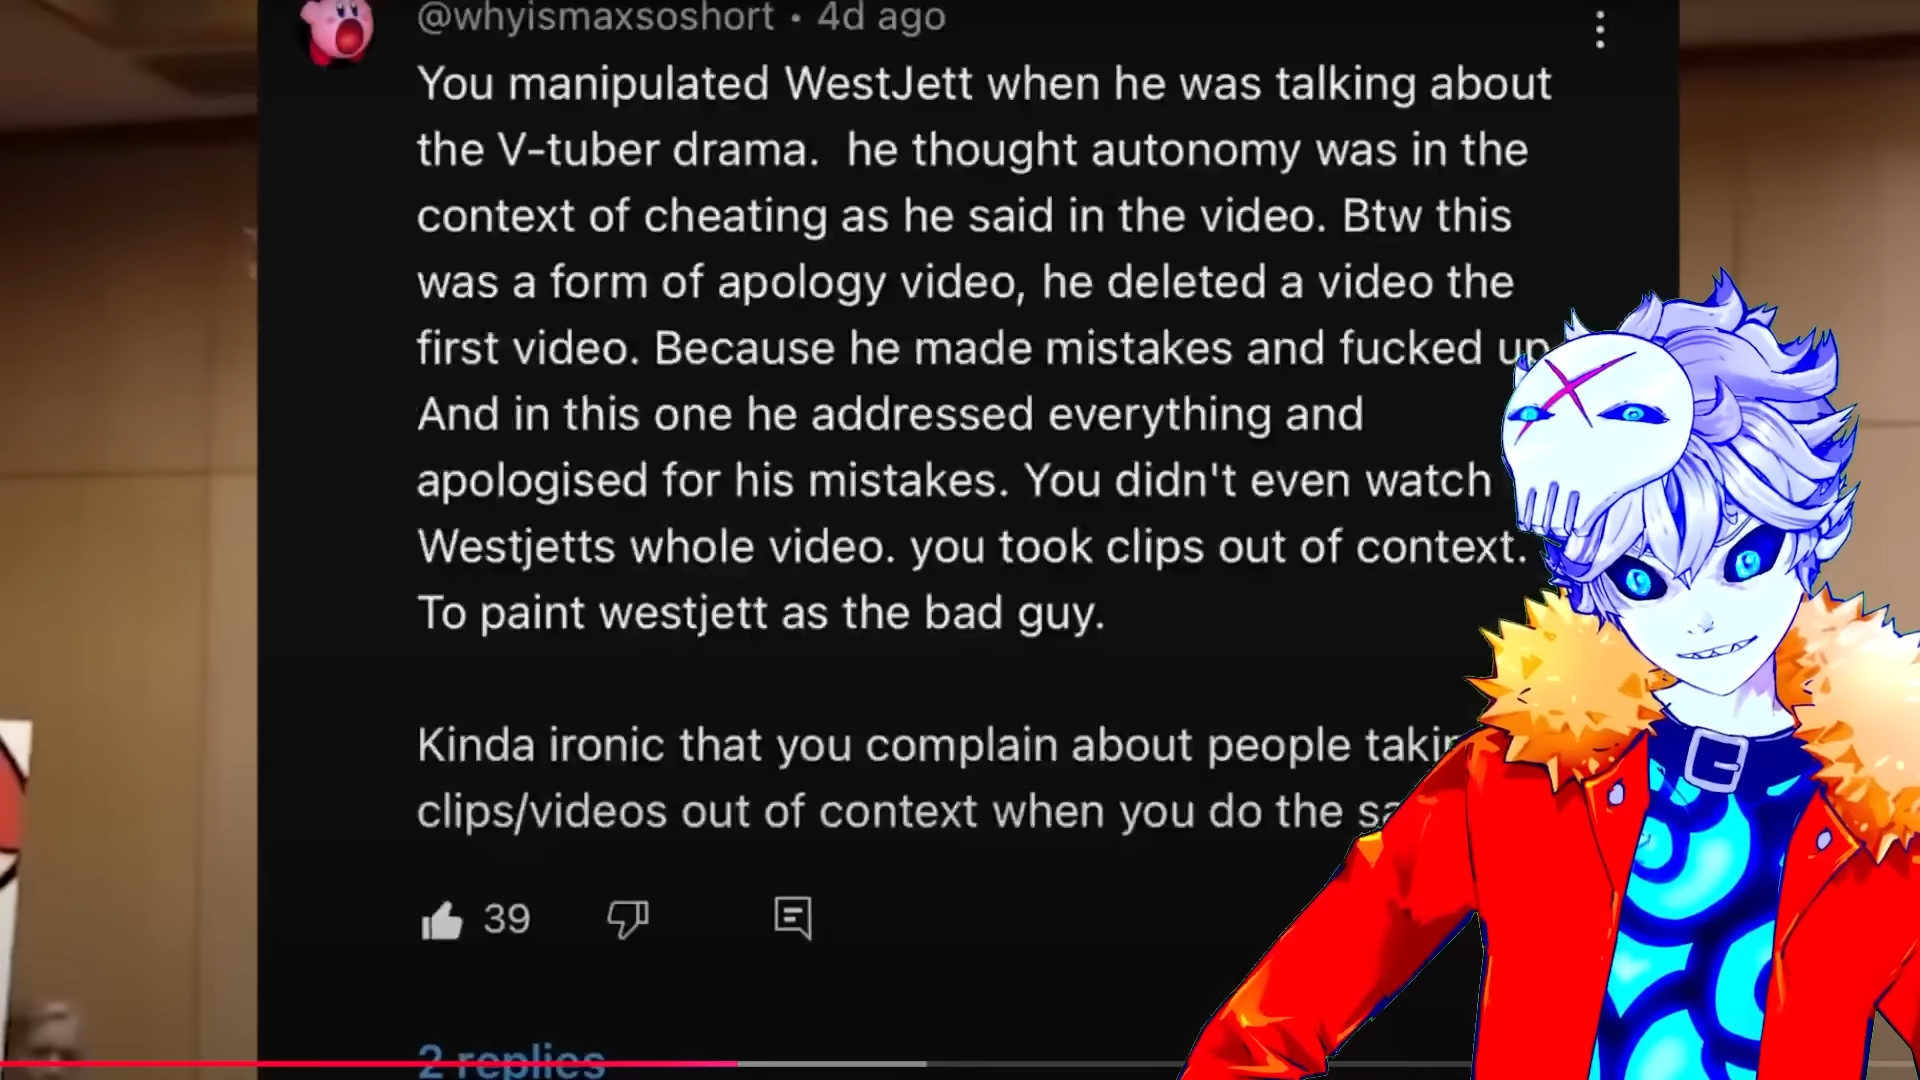 @whyismaxsoshort • 4d ago
You manipulated WestJett when he was talking about
the V-tuber drama.  he thought autonomy was in the
context of cheating as he said in the video. Btw this
was a form of apology video, he deleted a video the
first video. Because he made mistakes and fucked up
And in this one he addressed everything and
apologised for his mistakes. You didn't even watch
Westjetts whole video. you took clips out of context.
To paint westjett as the bad guy.
Kinda ironic that you complain about people
clips/videos out of context when you do the
39
2 replies